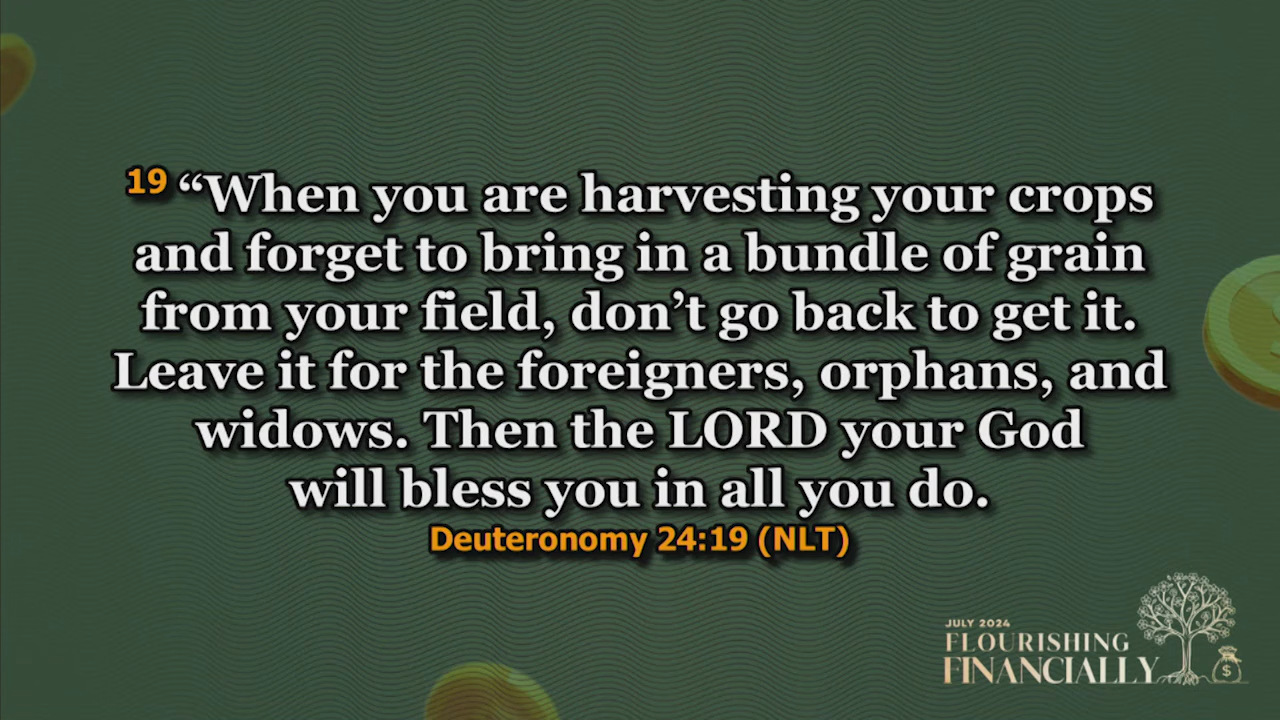 19 “When you are harvesting your crops
and forget to bring in a bundle of grain
from your field, don’t go back to get it.
Leave it for the foreigners, orphans, and
widows. Then the LORD your God
will bless you in all you do.
Deuteronomy 24:19 (NLT)
JULY 2024
FLOURISHING
FINANCIALLY
$